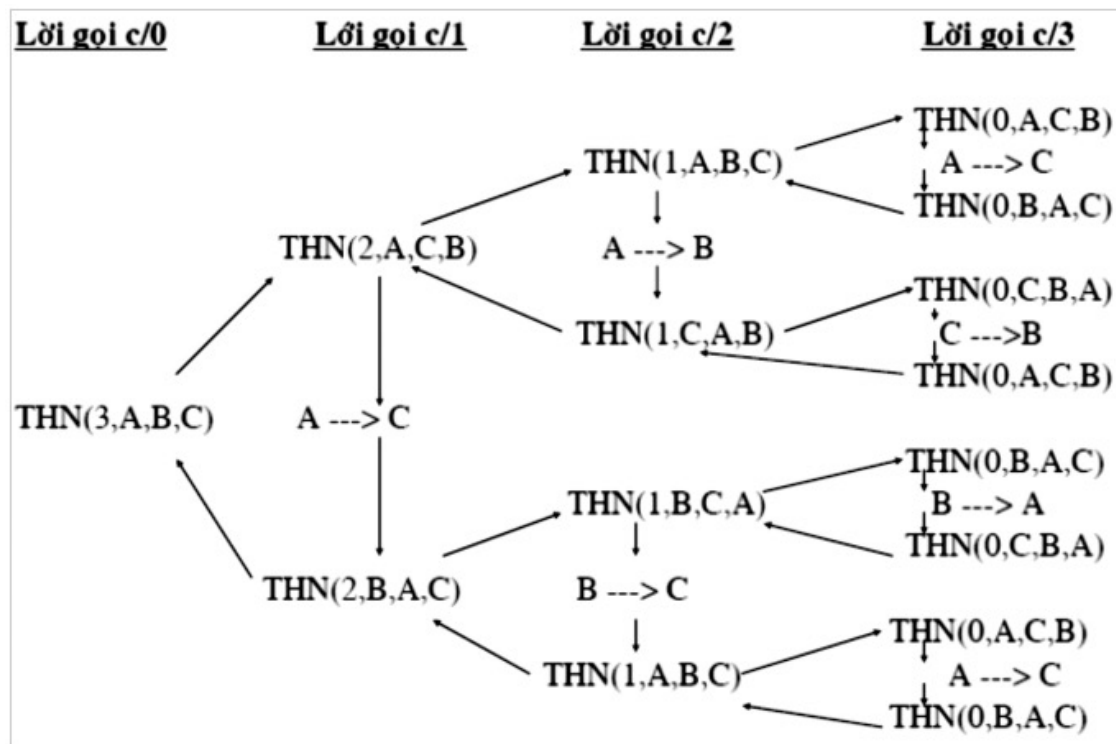 Lời gọi c/0 Lới gọi c/1 Lời gọi c/2 Lời gọi c/3
THN(0,A,C,B)
THN(1,A,B,C)
A ---> C
THN(0,B,A,C)
THN(2,A,C,B)
A ---> B
THN(0,C,B,A)
THN(1,C,A,B)
C --->B
THN(0,A,C,B)
THN(3,A,B,C)
A ---> C
THN(0,B,A,C)
THN(1,B,C,A)
B ---> A
THN(0,C,B,A)
THN(2,B,A,C)
B ---> C
THN(0,A,C,B)
THN(1,A,B,C)
A ---> C
THN(0,B,A,C)